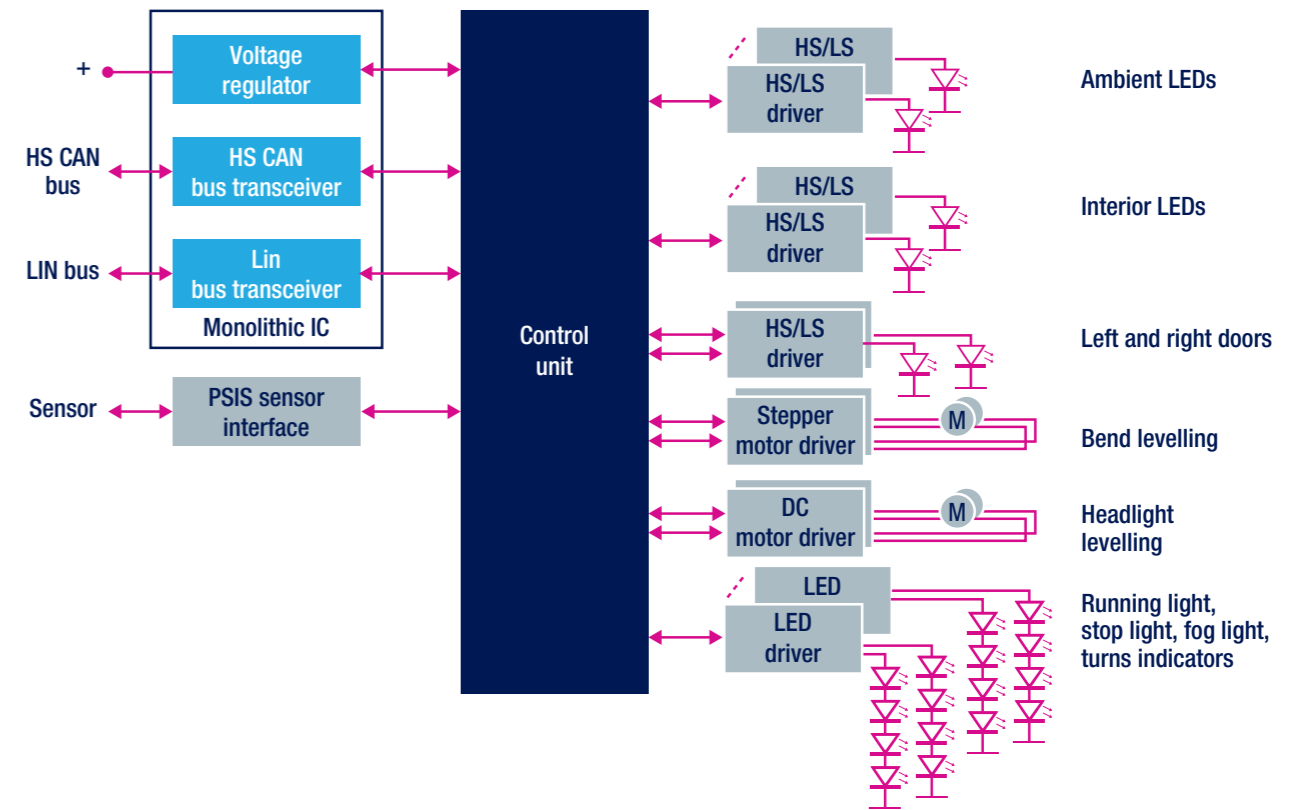 +
Voltage
regulator
HS CAN
bus
HS CAN
bus transceiver
LIN bus
Lin
bus transceiver
Monolithic IC
Sensor
PSIS sensor
interface
Control
unit
HS/LS
HS/LS
driver
Ambient LEDs
HS/LS
HS/LS
driver
Interior LEDs
HS/LS
driver
Left and right doors
Stepper
motor driver
M
Bend levelling
DC
motor driver
M
Headlight
levelling
LED
LED
driver
Running light,
stop light, fog light,
turns indicators